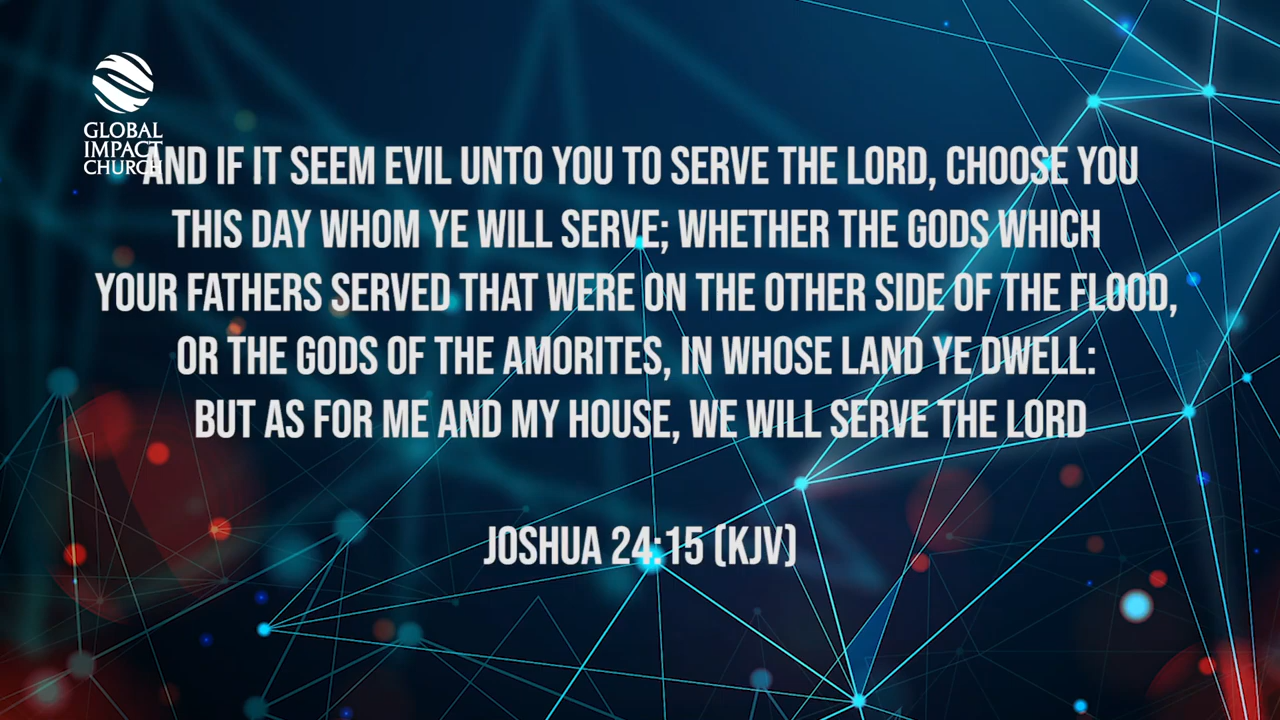 GLOBAL
IMPACT
CHURCH
AND IF IT SEEM EVIL UNTO YOU TO SERVE THE LORD, CHOOSE YOU
THIS DAY WHOM YE WILL SERVE; WHETHER THE GODS WHICH
YOUR FATHERS SERVED THAT WERE ON THE OTHER SIDE OF THE FLOOD,
OR THE GODS OF THE AMORITES, IN WHOSE LAND YE DWELL:
BUT AS FOR ME AND MY HOUSE, WE WILL SERVE THE LORD
JOSHUA 24:15 (KJV)